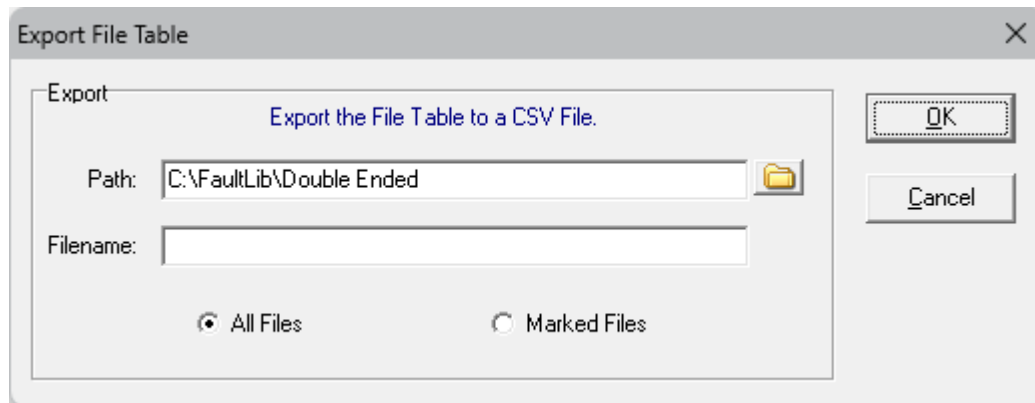 Export File Table
Export
Export the File Table to a CSV File.
OK
Path: C:\FaultLib\Double Ended
Cancel
Filename:
All Files Marked Files